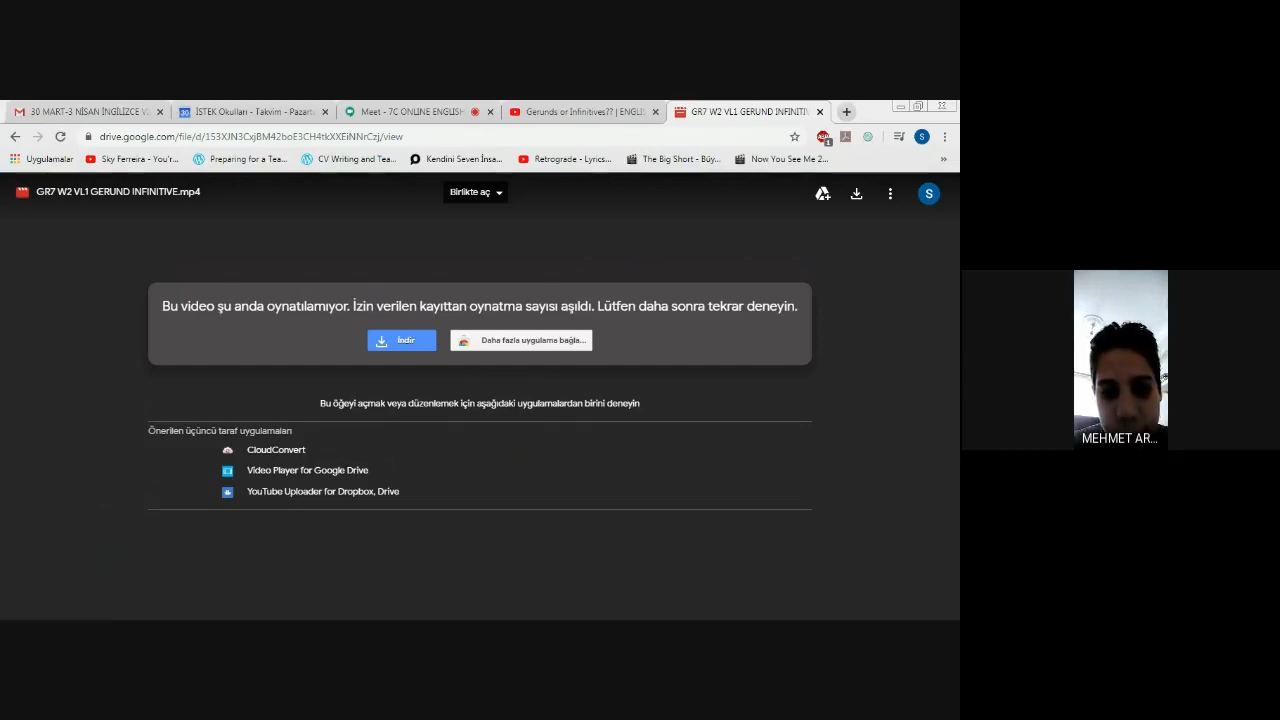 30 MART-3 NİSAN İNGİLİZCE V
İSTEK Okulları - Takvim - Pazart
Meet - 7C ONLINE ENGLISH
Gerunds or Infinitives?? | ENGLIS
GR7 W2 VL1 GERUND INFINITIV
drive.google.com/file/d/153XJN3CxjBM42boE3CH4tkXXEiNNrCzj/view
Uygulamalar
Sky Ferreira - You'r...
Preparing for a Tea...
CV Writing and Tea...
Kendini Seven İnsa...
Retrograde - Lyrics...
The Big Short - Büy...
Now You See Me 2...
GR7 W2 VL1 GERUND INFINITIVE.mp4
Birlikte aç
S
Bu video şu anda oynatılamıyor. İzin verilen kayıttan oynatma sayısı aşıldı. Lütfen daha sonra tekrar deneyin.
İndir
Daha fazla uygulama bağla...
Bu öğeyi açmak veya düzenlemek için aşağıdaki uygulamalardan birini deneyin
Önerilen üçüncü taraf uygulamaları
CloudConvert
Video Player for Google Drive
YouTube Uploader for Dropbox, Drive
MEHMET AR...